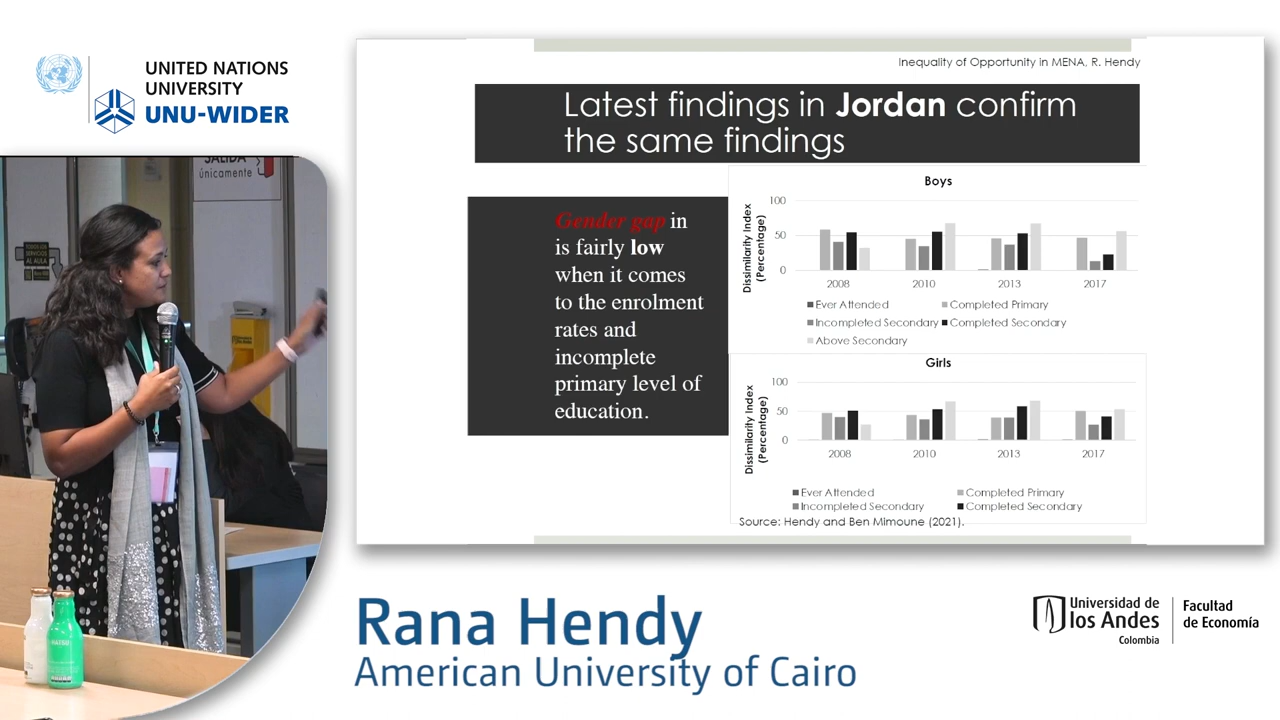 UNITED NATIONS
UNIVERSITY
UNU-WIDER
SALIDA
únicamente
TODOS LOS
SERVICIOS
AL AULA
Inequality of Opportunity in MENA, R. Hendy
Latest findings in Jordan confirm
the same findings
Gender gap in
is fairly low
when it comes
to the enrolment
rates and
incomplete
primary level of
education.
Boys
Dissimilarity Index
(Percentage)
100
50
0
2008 2010 2013 2017
Ever Attended Completed Primary
Incompleted Secondary Completed Secondary
Above Secondary
Girls
Dissimilarity Index
(Percentage)
100
50
0
2008 2010 2013 2017
Ever Attended Completed Primary
Incompleted Secondary Completed Secondary
Source: Hendy and Ben Mimoune (2021).
Rana Hendy
American University of Cairo
Universidad de
los Andes
Colombia
Facultad
de Economía